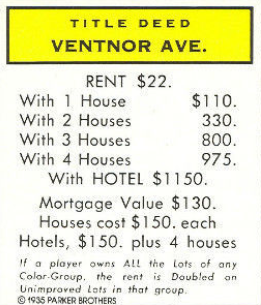 TITLE DEED
VENTNOR AVE.
RENT $22.
With 1 House $110.
With 2 Houses 330.
With 3 Houses 800.
With 4 Houses 975.
With HOTEL $1150.
Mortgage Value $130.
Houses cost $150. each
Hotels, $150. plus 4 houses
If a player owns ALL the Lots of any
Color-Group, the rent is Doubled on
Unimproved Lots in that group.
© 1935 PARKER BROTHERS